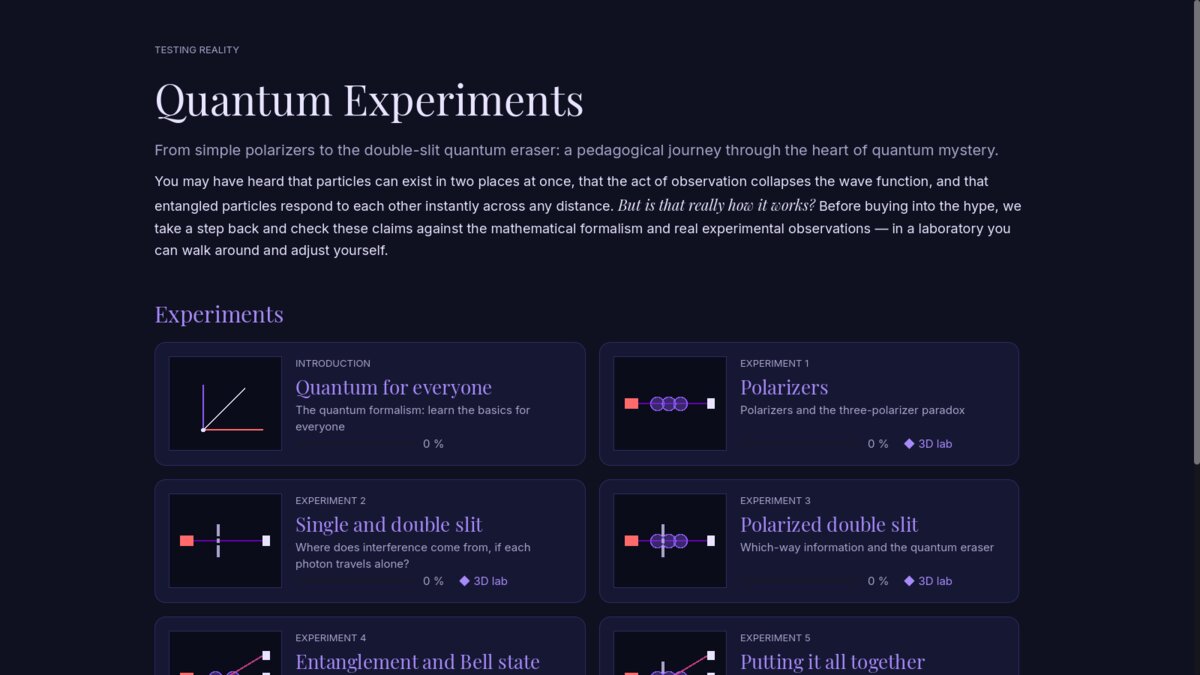 TESTING REALITY
Quantum Experiments
From simple polarizers to the double-slit quantum eraser: a pedagogical journey through the heart of quantum mystery.
You may have heard that particles can exist in two places at once, that the act of observation collapses the wave function, and that
entangled particles respond to each other instantly across any distance. But is that really how it works? Before buying into the hype, we
take a step back and check these claims against the mathematical formalism and real experimental observations — in a laboratory you
can walk around and adjust yourself.
Experiments
INTRODUCTION
Quantum for everyone
The quantum formalism: learn the basics for
everyone
0 %
EXPERIMENT 1
Polarizers
Polarizers and the three-polarizer paradox
0 % ◆ 3D lab
EXPERIMENT 2
Single and double slit
Where does interference come from, if each
photon travels alone?
0 % ◆ 3D lab
EXPERIMENT 3
Polarized double slit
Which-way information and the quantum eraser
0 % ◆ 3D lab
EXPERIMENT 4
Entanglement and Bell state
EXPERIMENT 5
Putting it all together